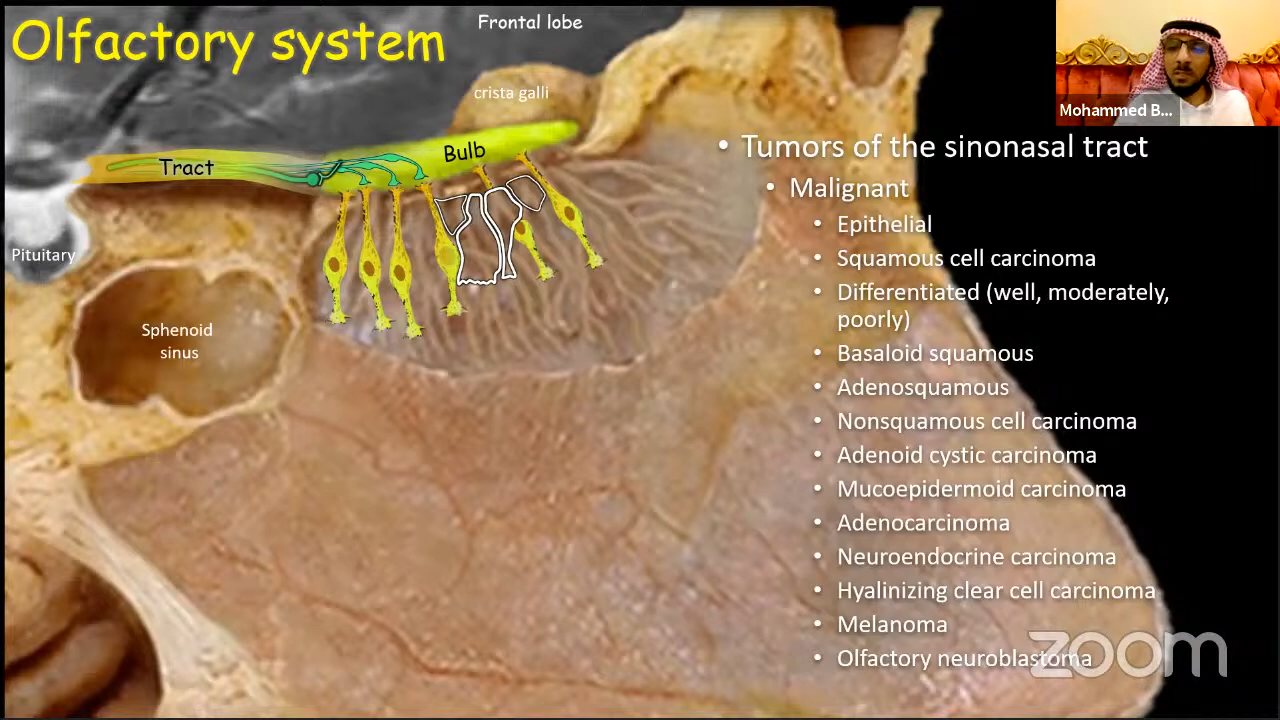 Olfactory system
Frontal lobe
crista galli
Bulb
Tract
Pituitary
Sphenoid
sinus
Mohammed B...
• Tumors of the sinonasal tract
• Malignant
• Epithelial
• Squamous cell carcinoma
• Differentiated (well, moderately,
poorly)
• Basaloid squamous
• Adenosquamous
• Nonsquamous cell carcinoma
• Adenoid cystic carcinoma
• Mucoepidermoid carcinoma
• Adenocarcinoma
• Neuroendocrine carcinoma
• Hyalinizing clear cell carcinoma
• Melanoma
• Olfactory neuroblastoma
zoom